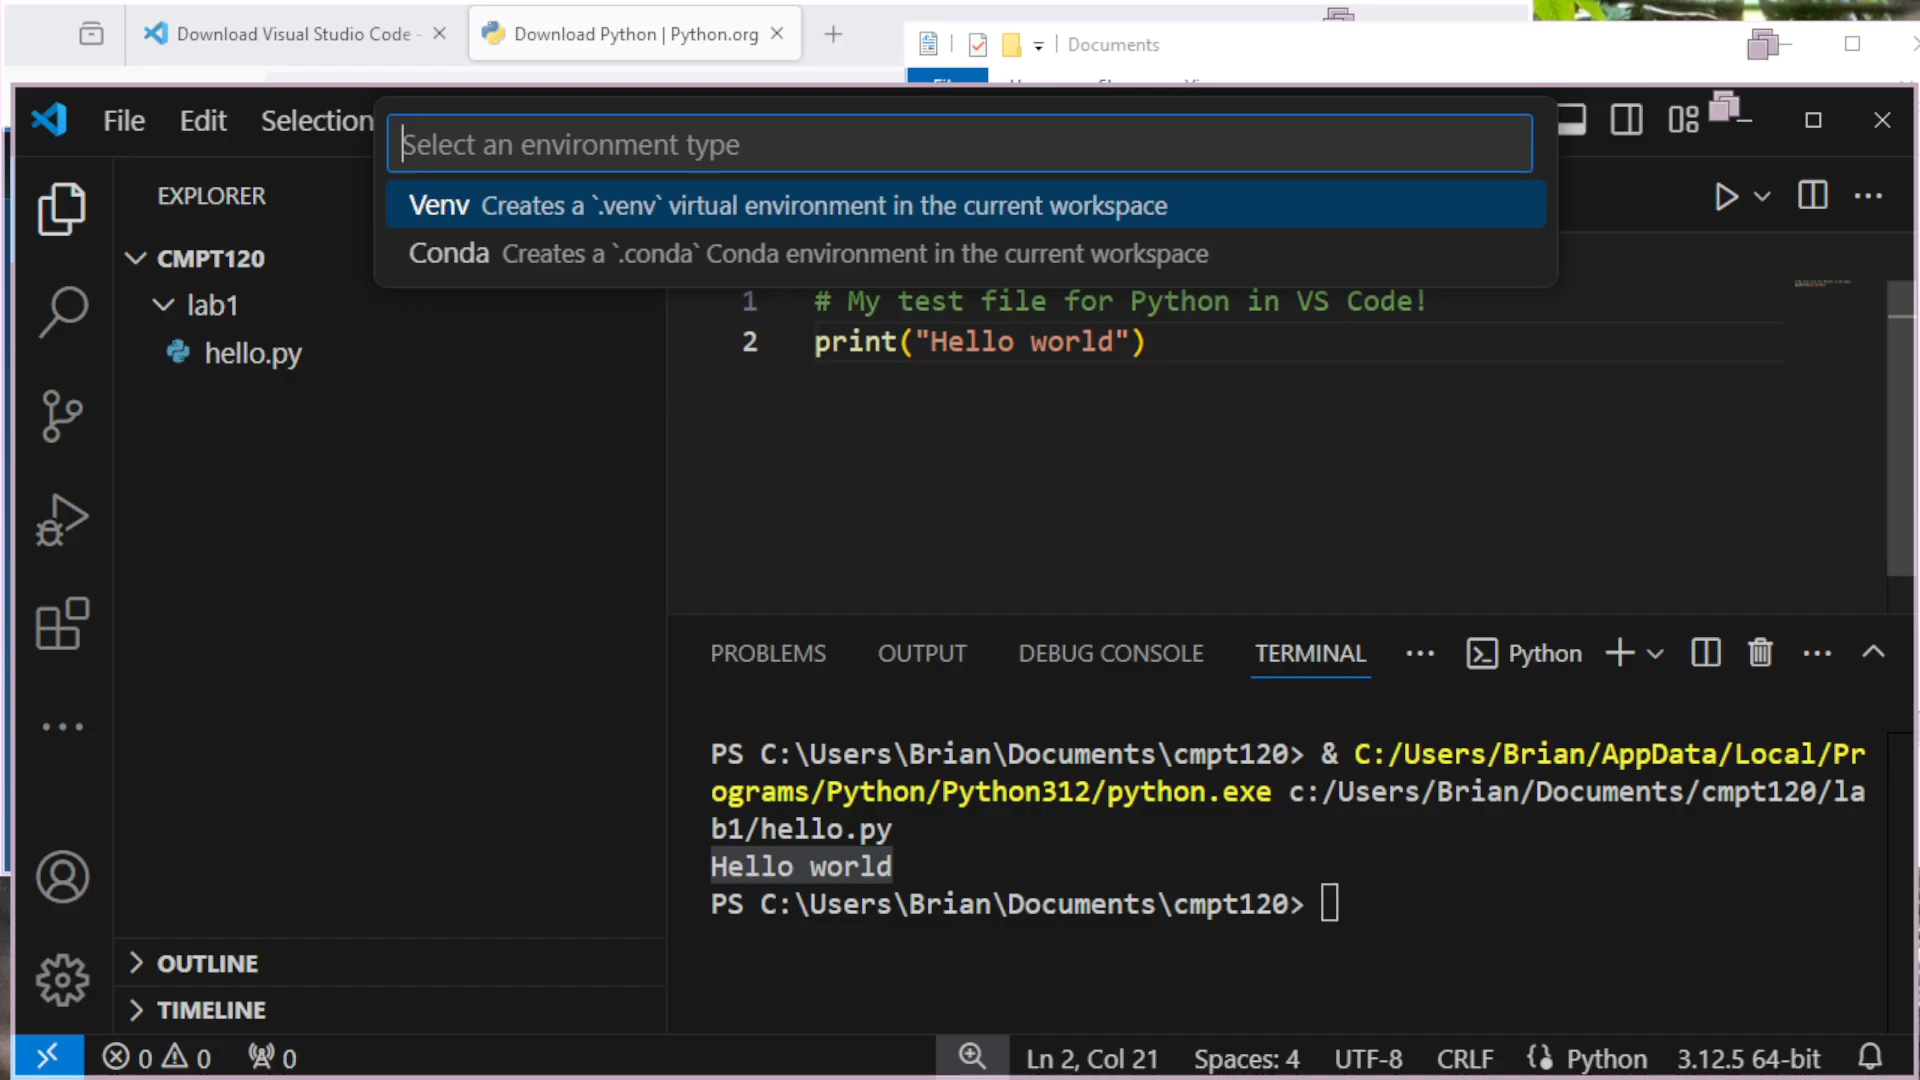 Download Visual Studio Code -
Download Python | Python.org
Documents
File Edit Selection
Select an environment type
Venv Creates a `.venv` virtual environment in the current workspace
Conda Creates a `.conda` Conda environment in the current workspace
EXPLORER
CMPT120
lab1
hello.py
OUTLINE
TIMELINE
1 # My test file for Python in VS Code!
2 print("Hello world")
PROBLEMS OUTPUT DEBUG CONSOLE TERMINAL Python
PS C:\Users\Brian\Documents\cmpt120> & C:/Users/Brian/AppData/Local/Pr
ograms/Python/Python312/python.exe c:/Users/Brian/Documents/cmpt120/la
b1/hello.py
Hello world
PS C:\Users\Brian\Documents\cmpt120>
0 0 0 Ln 2, Col 21 Spaces: 4 UTF-8 CRLF Python 3.12.5 64-bit